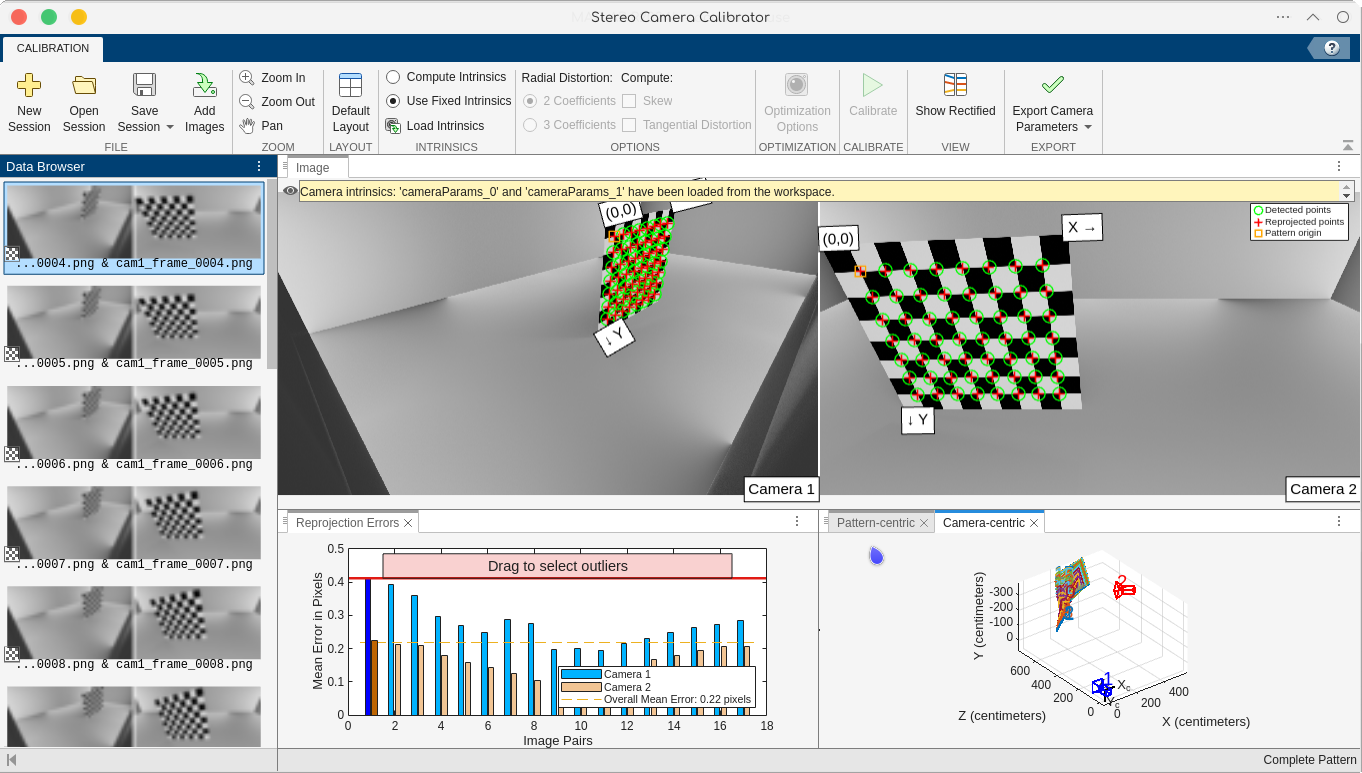 Stereo Camera Calibrator
CALIBRATION
?
New Session
Open Session
Save Session
Add Images
FILE
Zoom In
Zoom Out
Pan
ZOOM
Default Layout
LAYOUT
Compute Intrinsics
Use Fixed Intrinsics
Load Intrinsics
INTRINSICS
Radial Distortion: Compute:
2 Coefficients Skew
3 Coefficients Tangential Distortion
OPTIONS
Optimization Options
OPTIMIZATION
Calibrate
CALIBRATE
Show Rectified
VIEW
Export Camera Parameters
EXPORT
Data Browser
...0004.png & cam1_frame_0004.png
...0005.png & cam1_frame_0005.png
...0006.png & cam1_frame_0006.png
...0007.png & cam1_frame_0007.png
...0008.png & cam1_frame_0008.png
Image
Camera intrinsics: 'cameraParams_0' and 'cameraParams_1' have been loaded from the workspace.
(0,0)
↓ Y
Camera 1
(0,0)
X →
↓ Y
Detected points
Reprojected points
Pattern origin
Camera 2
Reprojection Errors
Drag to select outliers
Mean Error in Pixels
0.5
0.4
0.3
0.2
0.1
0
0 2 4 6 8 10 12 14 16 18
Image Pairs
Camera 1
Camera 2
Overall Mean Error: 0.22 pixels
Pattern-centric
Camera-centric
Y (centimeters)
-300
-200
-100
0
600
400
200
0
Z (centimeters)
0
200
400
X (centimeters)
2
1
Xc
Yc
Complete Pattern